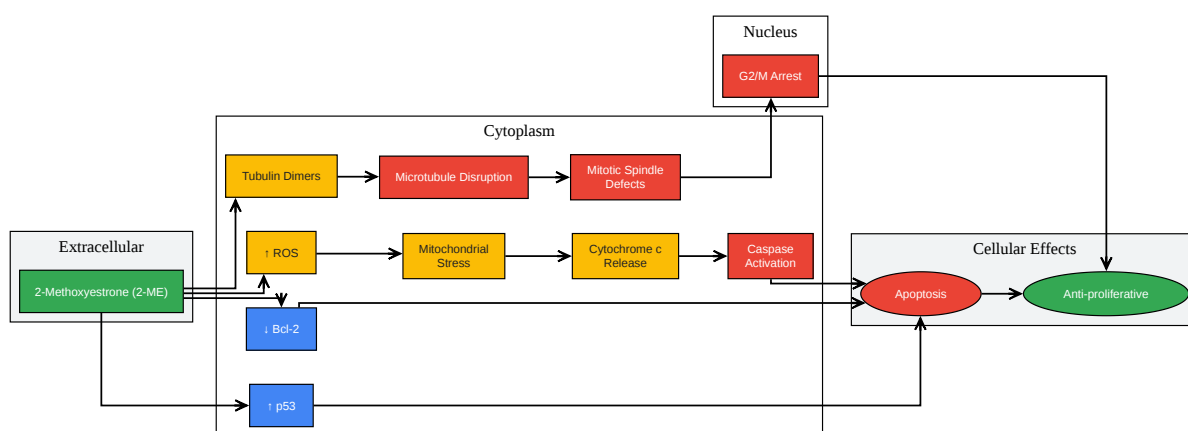 Nucleus
G2/M Arrest
Cytoplasm
Tubulin Dimers
Microtubule Disruption
Mitotic Spindle
Defects
Extracellular
2-Methoxyestrone (2-ME)
↑ ROS
Mitochondrial
Stress
Cytochrome c
Release
Caspase
Activation
↓ Bcl-2
↑ p53
Cellular Effects
Apoptosis
Anti-proliferative